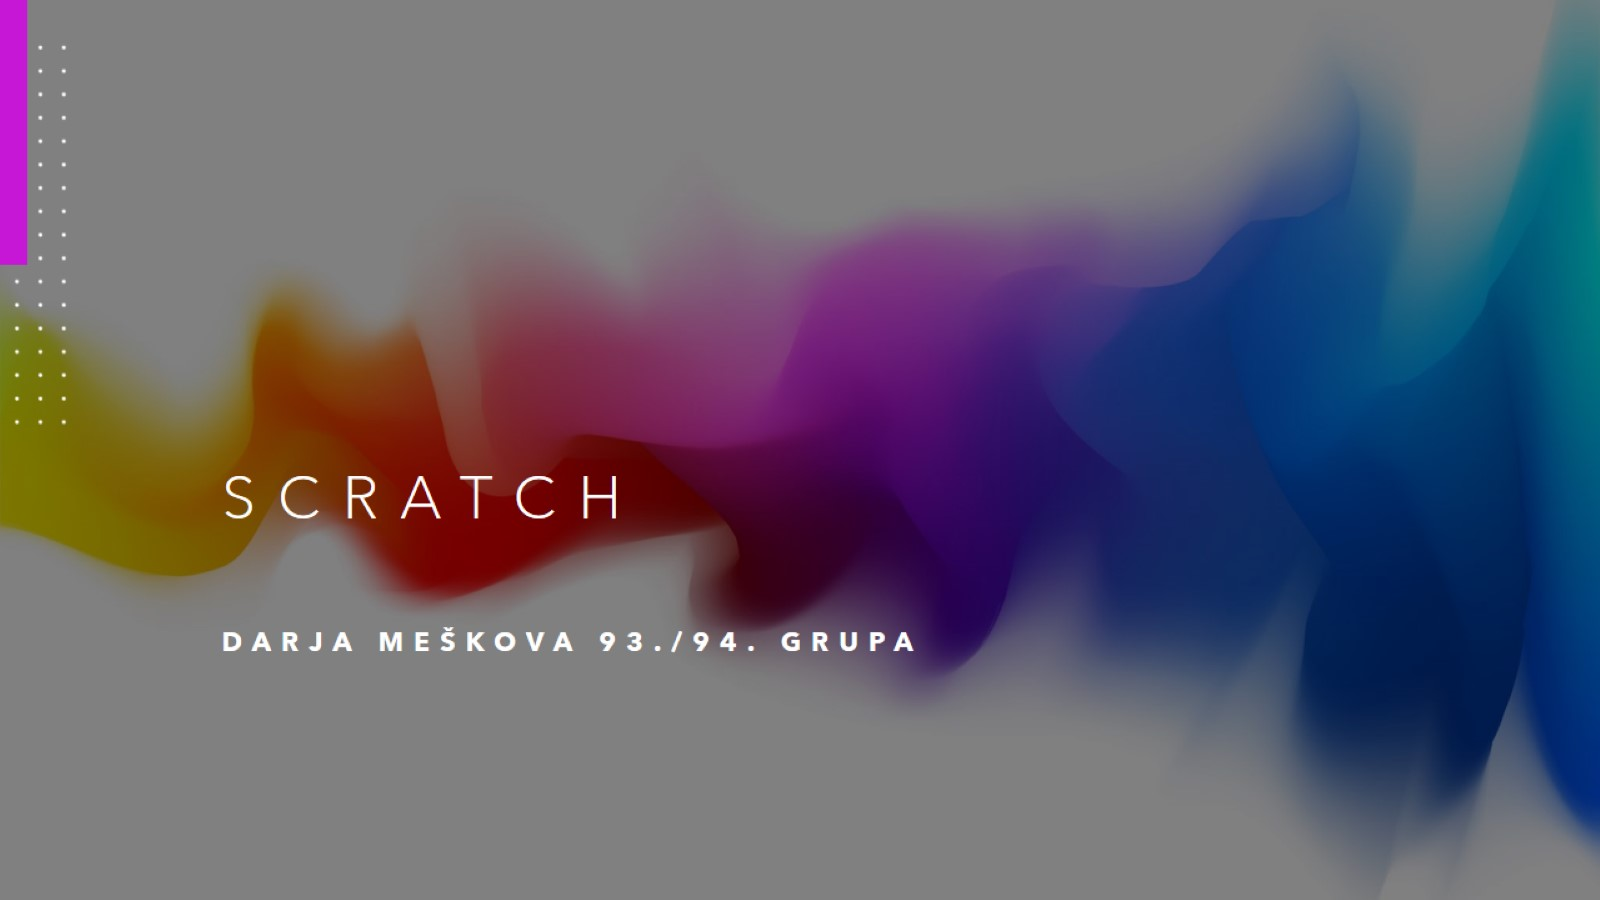 SCRATCH
DARJA MEŠKOVA 93./94. GRUPA